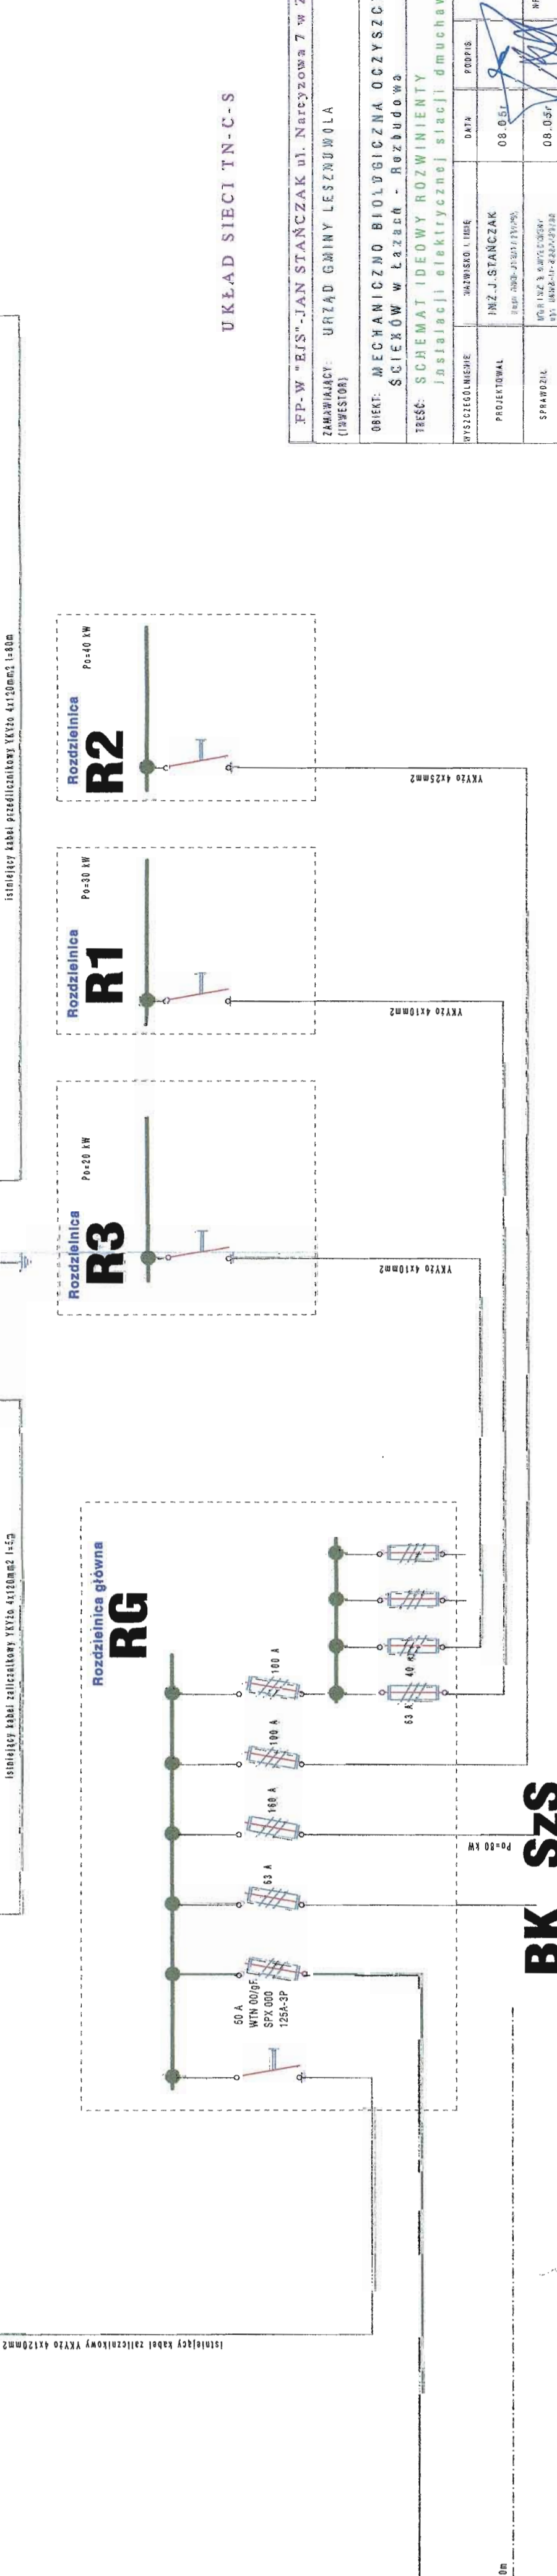 istniejący kabel zalicznikowy YKYżo 4x120mm2
istniejący kabel zalicznikowy YKYżo 4x120mm2 l=5m
istniejący kabel przedlicznikowy YKYżo 4x120mm2 l=80m
Rozdzielnica główna
RG
50 A
WTN 00/gF
SPX 000
125A-3P
63 A
160 A
100 A
100 A
63 A
40 A
Po=80 kW
BK
SzS
Rozdzielnica
R3
Po=20 kW
YKYżo 4x10mm2
Rozdzielnica
R1
Po=30 kW
YKYżo 4x10mm2
Rozdzielnica
R2
Po=40 kW
YKYżo 4x25mm2
UKŁAD SIECI TN-C-S
FP-W "EJS"-JAN STAŃCZAK ul. Narcyzowa 7 w
ZAMAWIAJĄCY: URZĄD GMINY LESZNOWOLA
(INWESTOR)
OBIEKT: MECHANICZNO BIOLOGICZNA OCZYSZC
ŚCIEKÓW w Łazach - Rozbudowa
TREŚĆ: SCHEMAT IDEOWY ROZWINIENTY
instalacji elektrycznej stacji dmuchaw
WYSZCZEGÓLNIENIE NAZWISKO I IMIĘ DATA PODPIS
PROJEKTOWAŁ INŻ.J.STAŃCZAK 08.05r
SPRAWDZIŁ 08.05r
0m